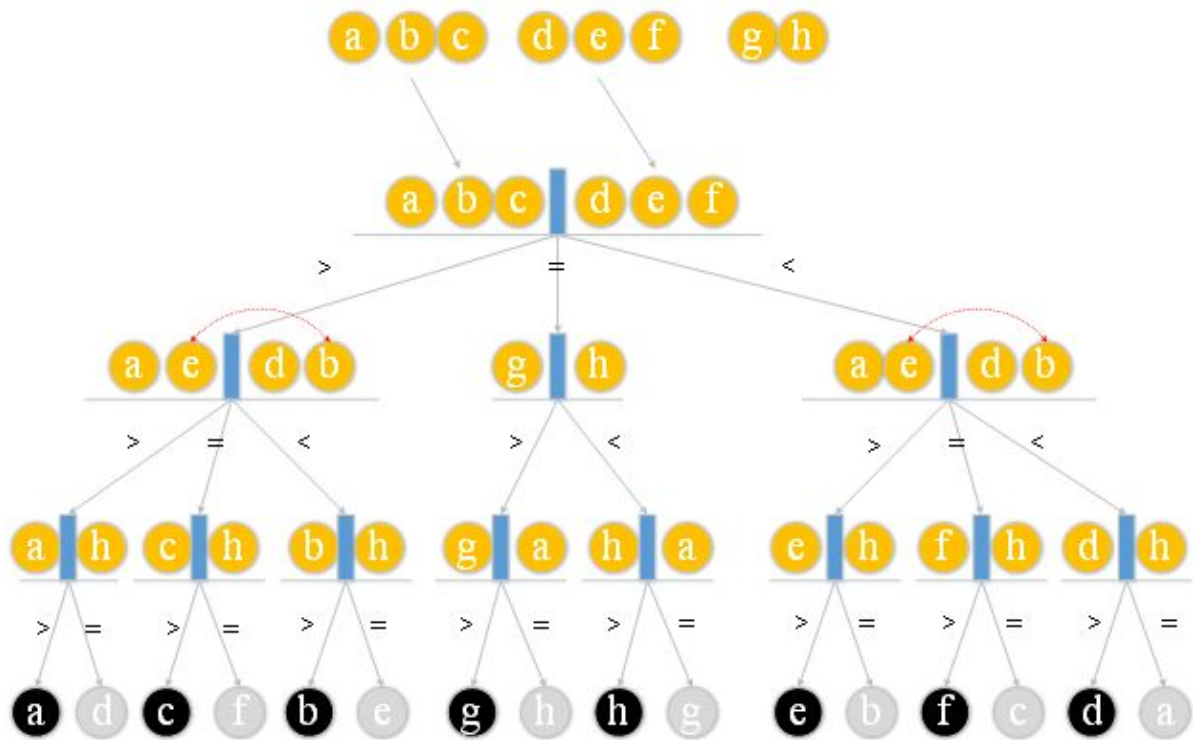 a b c d e f g h
a b c d e f
> = <
a e d b g h a e d b
> = < > < > = <
a h c h b h g a h a e h f h d h
> = > = > = > = > = > = > = > =
a d c f b e g h h g e b f c d a